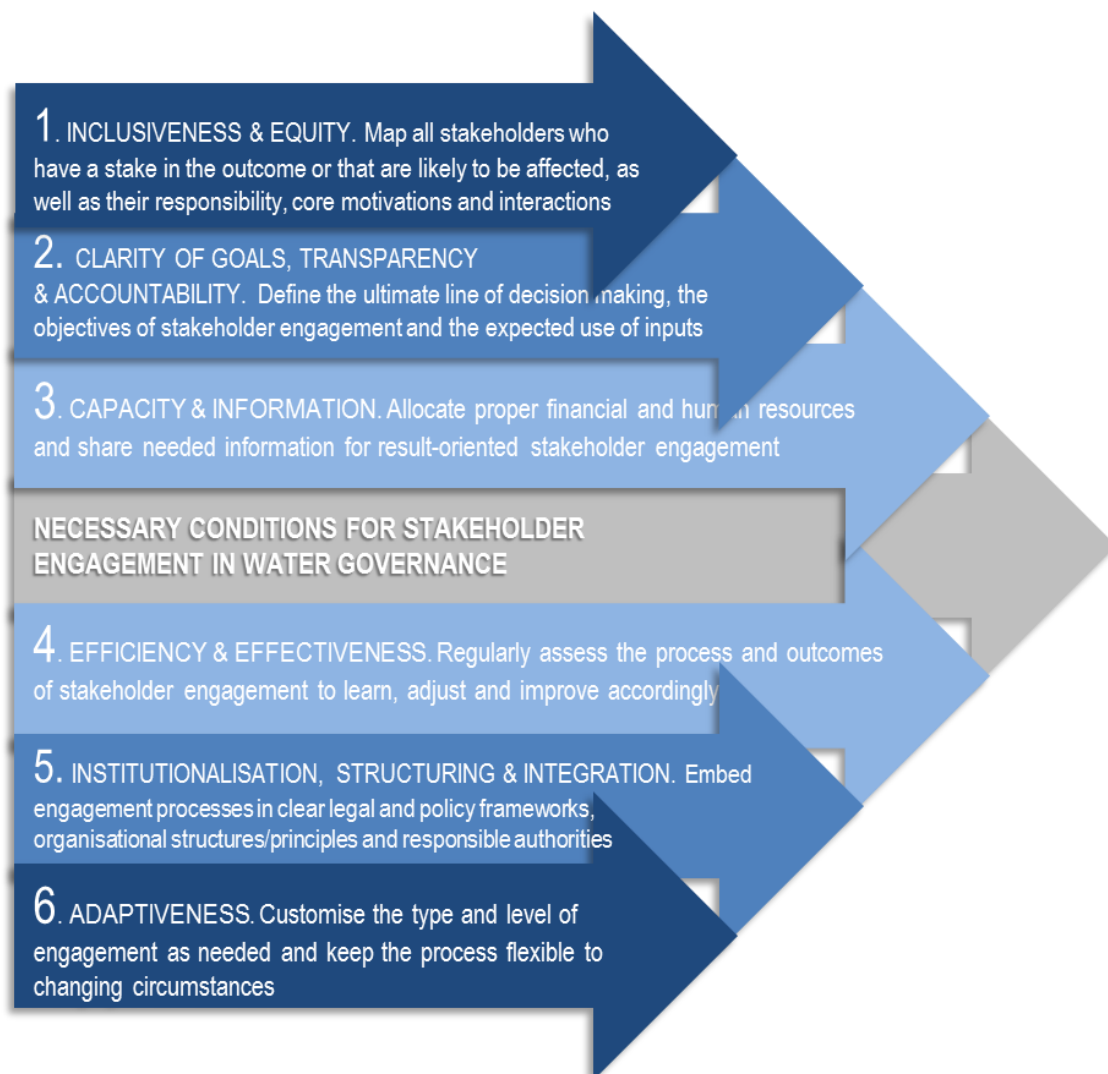 1. INCLUSIVENESS & EQUITY. Map all stakeholders who
have a stake in the outcome or that are likely to be affected, as
well as their responsibility, core motivations and interactions
2. CLARITY OF GOALS, TRANSPARENCY
& ACCOUNTABILITY. Define the ultimate line of decision making, the
objectives of stakeholder engagement and the expected use of inputs
3. CAPACITY & INFORMATION. Allocate proper financial and human resources
and share needed information for result-oriented stakeholder engagement
NECESSARY CONDITIONS FOR STAKEHOLDER
ENGAGEMENT IN WATER GOVERNANCE
4. EFFICIENCY & EFFECTIVENESS. Regularly assess the process and outcomes
of stakeholder engagement to learn, adjust and improve accordingly
5. INSTITUTIONALISATION, STRUCTURING & INTEGRATION. Embed
engagement processes in clear legal and policy frameworks,
organisational structures/principles and responsible authorities
6. ADAPTIVENESS. Customise the type and level of
engagement as needed and keep the process flexible to
changing circumstances